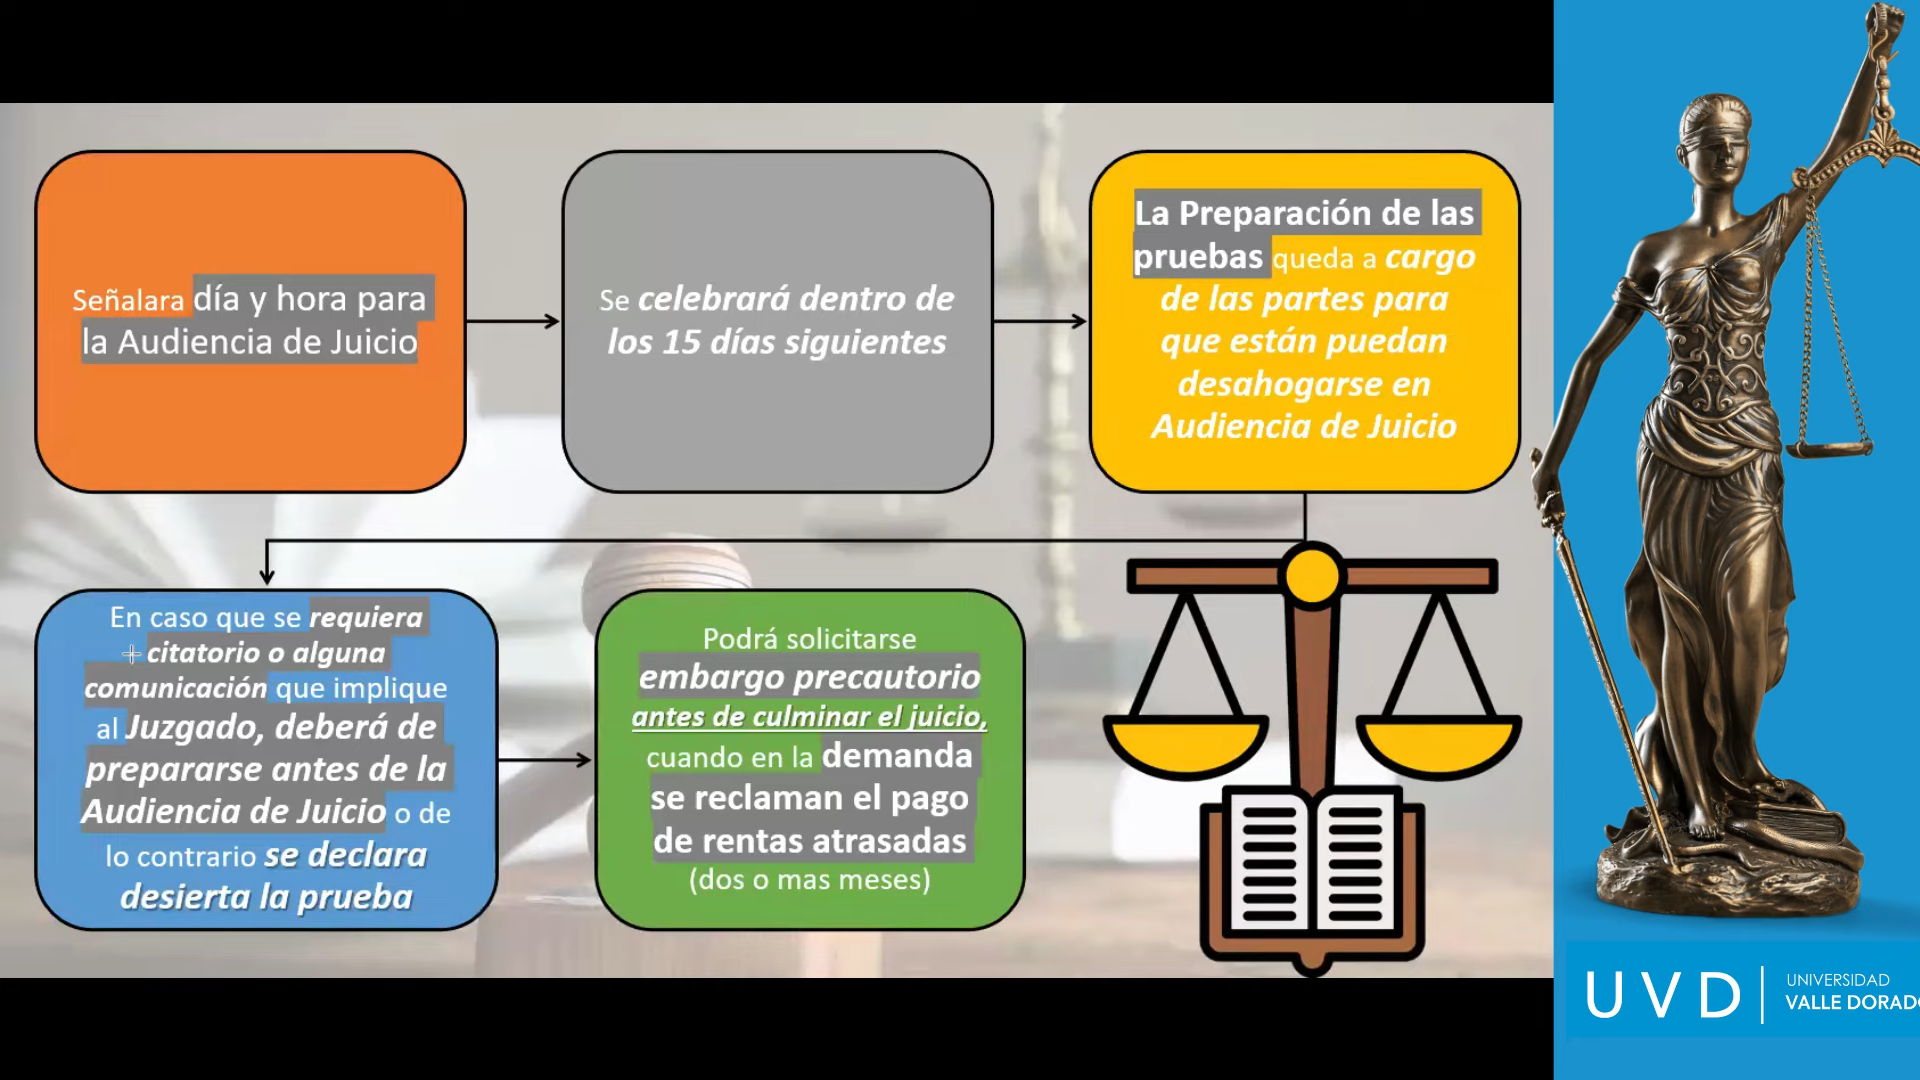 Señalara día y hora para
la Audiencia de Juicio
Se celebrará dentro de
los 15 días siguientes
La Preparación de las
pruebas queda a cargo
de las partes para
que están puedan
desahogarse en
Audiencia de Juicio
En caso que se requiera
citatorio o alguna
comunicación que implique
al Juzgado, deberá de
prepararse antes de la
Audiencia de Juicio o de
lo contrario se declara
desierta la prueba
Podrá solicitarse
embargo precautorio
antes de culminar el juicio,
cuando en la demanda
se reclaman el pago
de rentas atrasadas
(dos o mas meses)
UVD
UNIVERSIDAD
VALLE DORADO